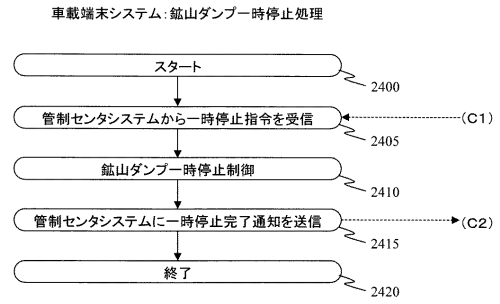 車載端末システム：鉱山ダンプ一時停止処理
スタート
2400
管制センタシステムから一時停止指令を受信
(C1)
2405
鉱山ダンプ一時停止制御
2410
管制センタシステムに一時停止完了通知を送信
(C2)
2415
終了
2420